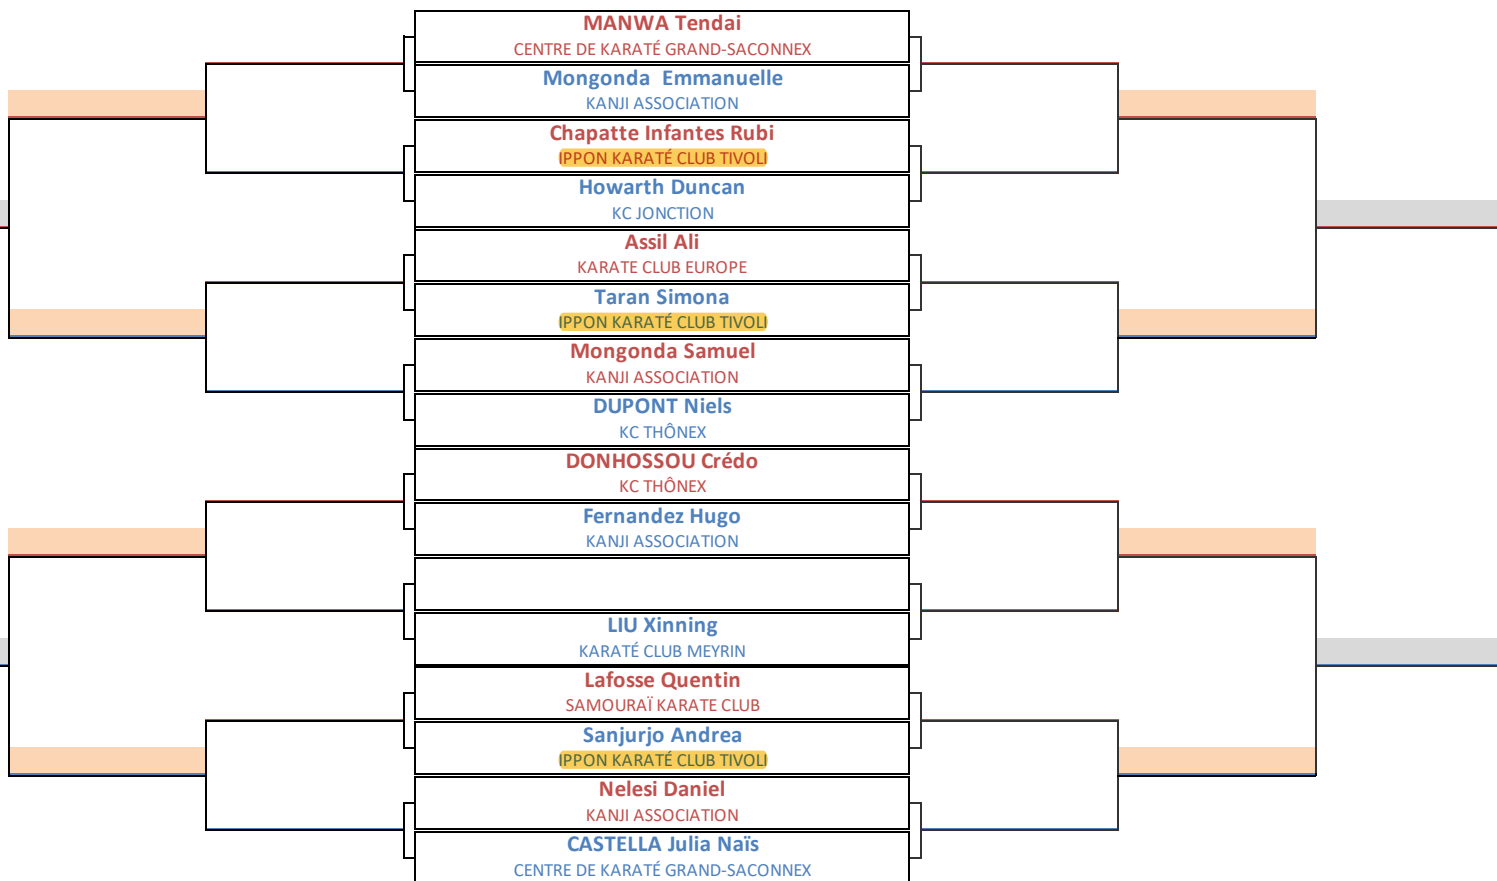 MANWA Tendai
CENTRE DE KARATÉ GRAND-SACONNEX
Mongonda  Emmanuelle
KANJI ASSOCIATION
Chapatte Infantes Rubi
IPPON KARATÉ CLUB TIVOLI
Howarth Duncan
KC JONCTION
Assil Ali
KARATE CLUB EUROPE
Taran Simona
IPPON KARATÉ CLUB TIVOLI
Mongonda Samuel
KANJI ASSOCIATION
DUPONT Niels
KC THÔNEX
DONHOSSOU Crédo
KC THÔNEX
Fernandez Hugo
KANJI ASSOCIATION
LIU Xinning
KARATÉ CLUB MEYRIN
Lafosse Quentin
SAMOURAÏ KARATE CLUB
Sanjurjo Andrea
IPPON KARATÉ CLUB TIVOLI
Nelesi Daniel
KANJI ASSOCIATION
CASTELLA Julia Naïs
CENTRE DE KARATÉ GRAND-SACONNEX